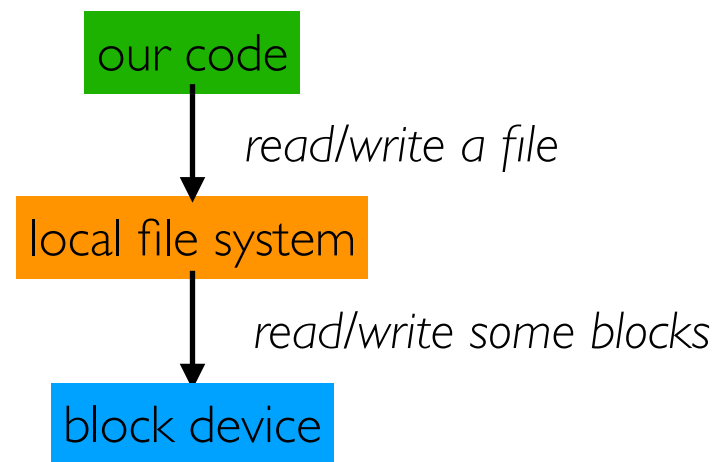 our code
read/write a file
local file system
read/write some blocks
block device